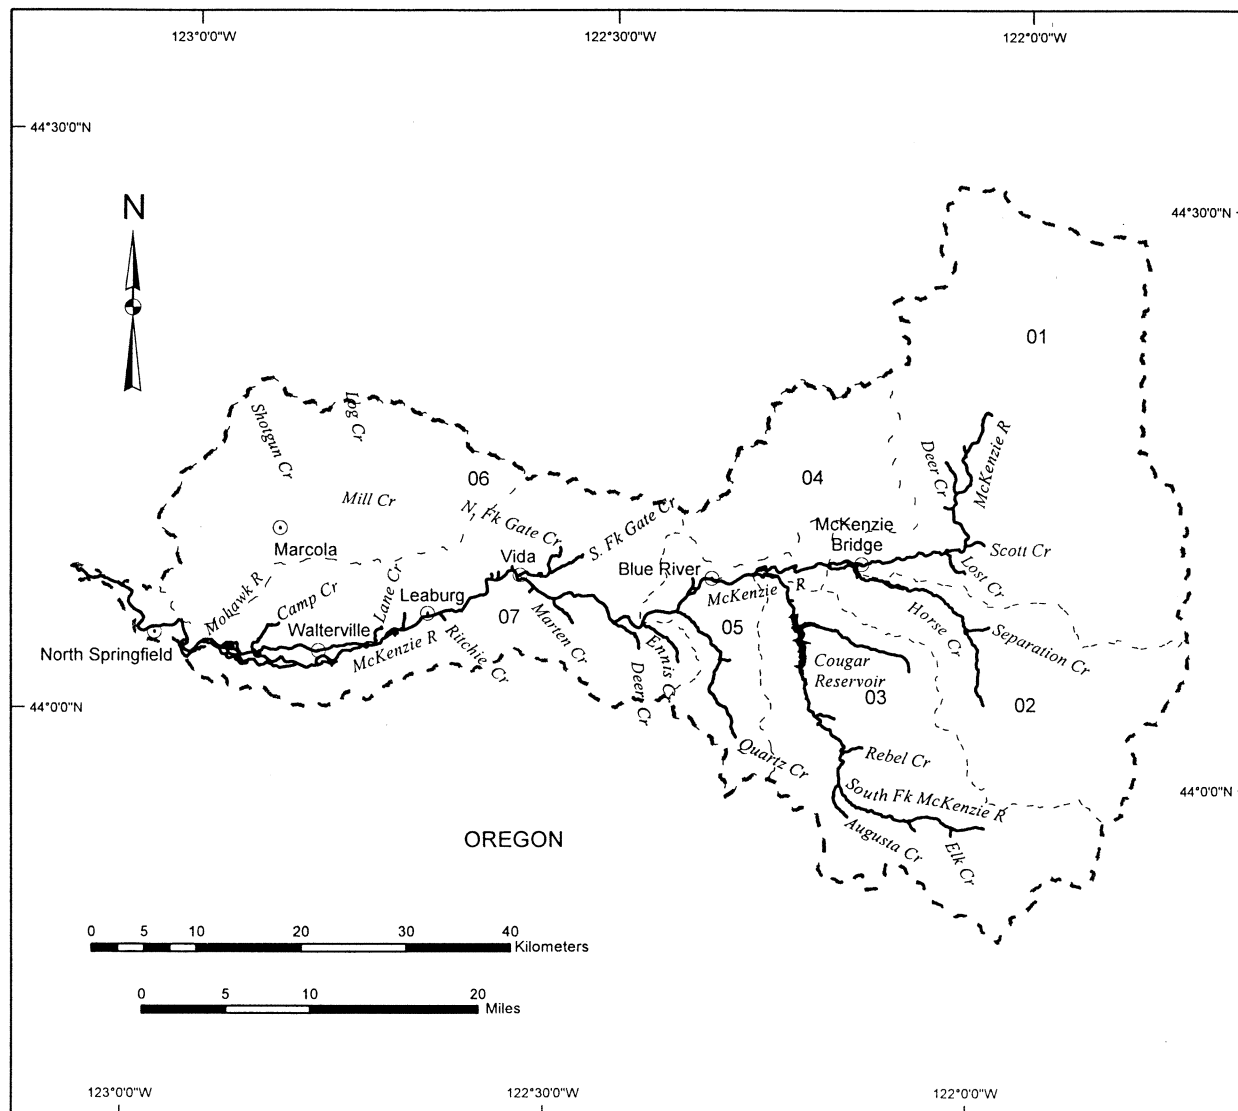 123°0'0"W
122°30'0"W
122°0'0"W
44°30'0"N
N
44°30'0"N
01
Shotgun Cr
Log Cr
McKenzie R
Deer Cr
06
04
Mill Cr
N. Fk Gate Cr
S. Fk Gate Cr
McKenzie
Bridge
Marcola
Scott Cr
Vida
Blue River
Lost Cr
Mohawk R
Camp Cr
Lane Cr
Leaburg
McKenzie R
Horse Cr
07
Marten Cr
05
Walterville
Separation Cr
North Springfield
McKenzie R
Ritchie Cr
Ennis Cr
Deer Cr
Cougar
Reservoir
03
02
44°0'0"N
Quartz Cr
Rebel Cr
South Fk McKenzie R
44°0'0"N
Augusta Cr
Elk Cr
OREGON
0 5 10 20 30 40
Kilometers
0 5 10 20
Miles
123°0'0"W
122°30'0"W
122°0'0"W